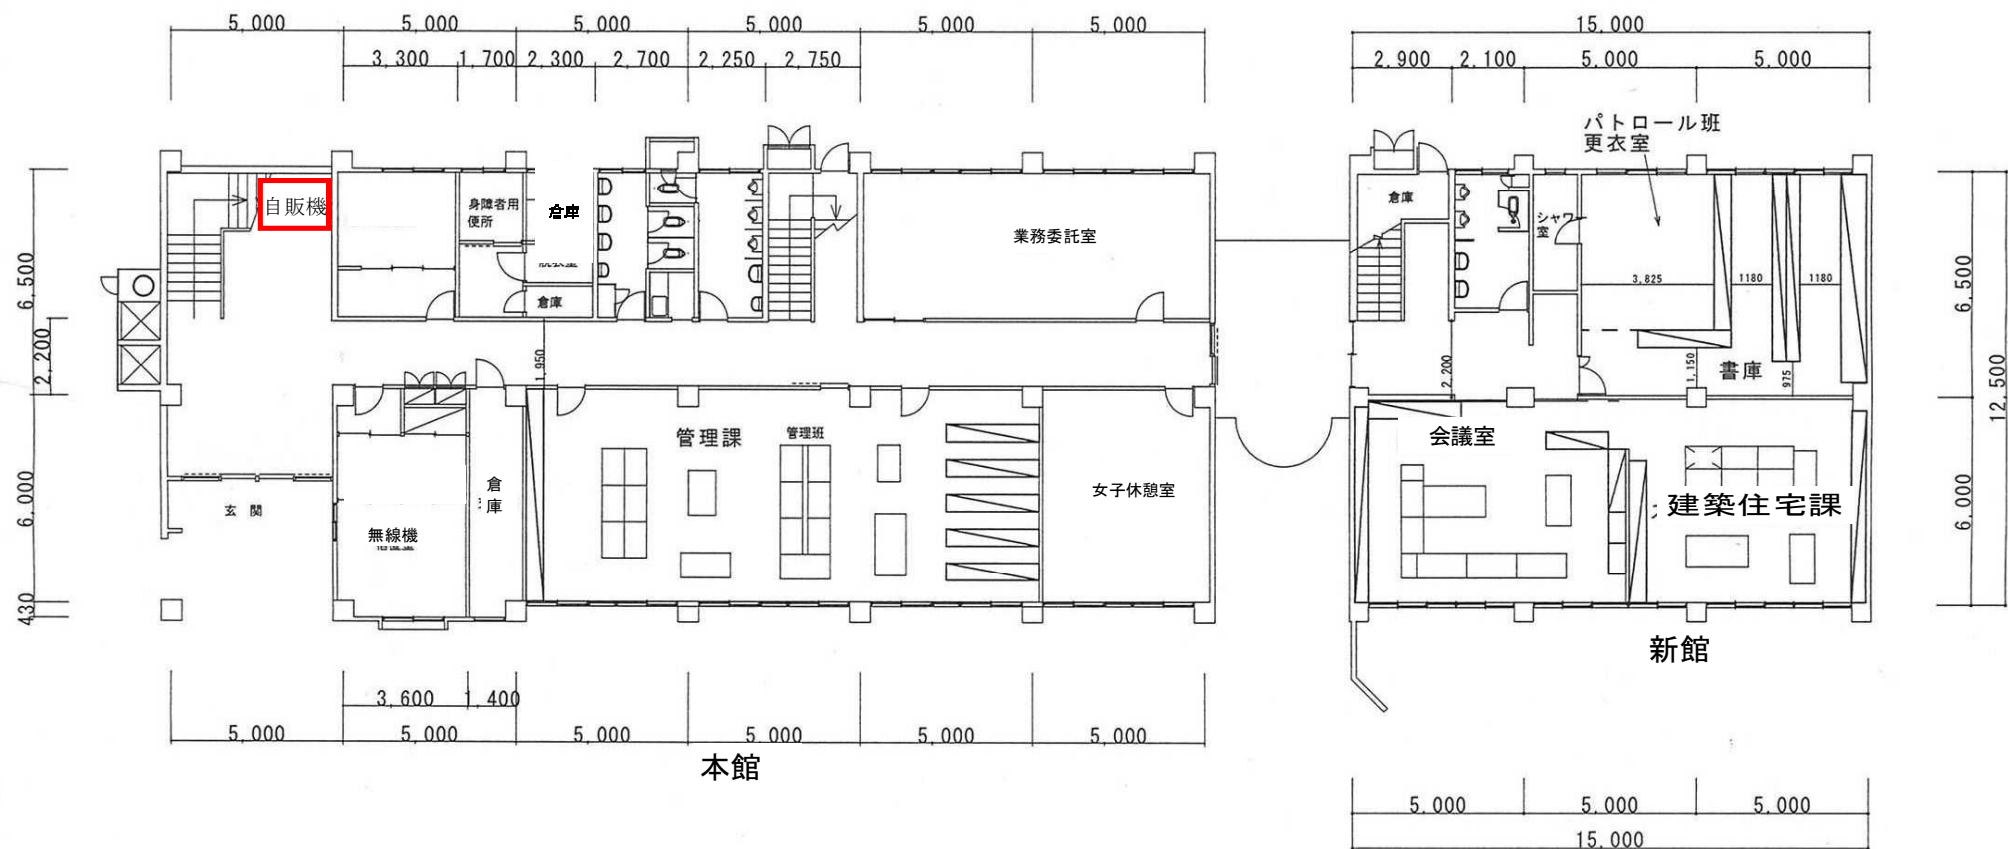 5,000 5,000 5,000 5,000 5,000 5,000
15,000
3,300 1,700 2,300 2,700 2,250 2,750
2.900 2.100 5.000 5.000
パトロール班
更衣室
自販機
身障者用
便所
倉庫
倉庫
業務委託室
倉庫
シャワー
室
3,825
1180
1180
6,500
2,200
6,000
430
1,950
2,200
1,150
975
書庫
6,500
12,500
6,000
管理課
管理班
会議室
倉
庫
女子休憩室
玄関
無線機
建築住宅課
新館
3,600 1,400
5,000 5,000 5,000 5,000 5,000 5,000
本館
5.000 5.000 5.000
15,000